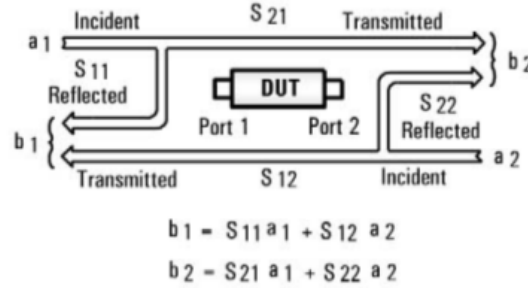 Incident S 21 Transmitted
a 1
b 2
S 11
Reflected
DUT
S 22
Reflected
Port 1 Port 2
b 1
a 2
Transmitted S 12 Incident
b 1 = S 11 a 1 + S 12 a 2
b 2 = S 21 a 1 + S 22 a 2